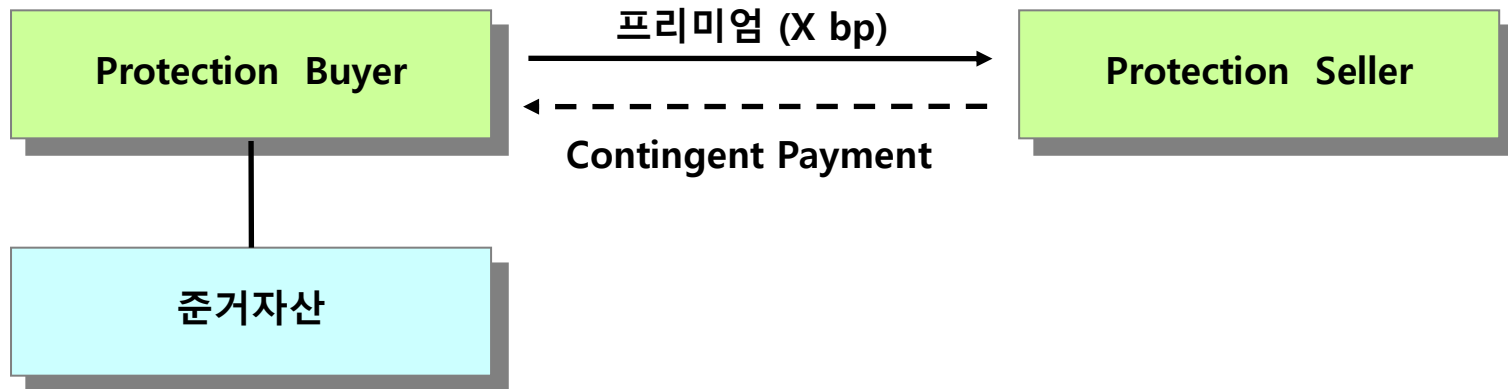 프리미엄 (X bp)
Protection Buyer
Protection Seller
Contingent Payment
준거자산